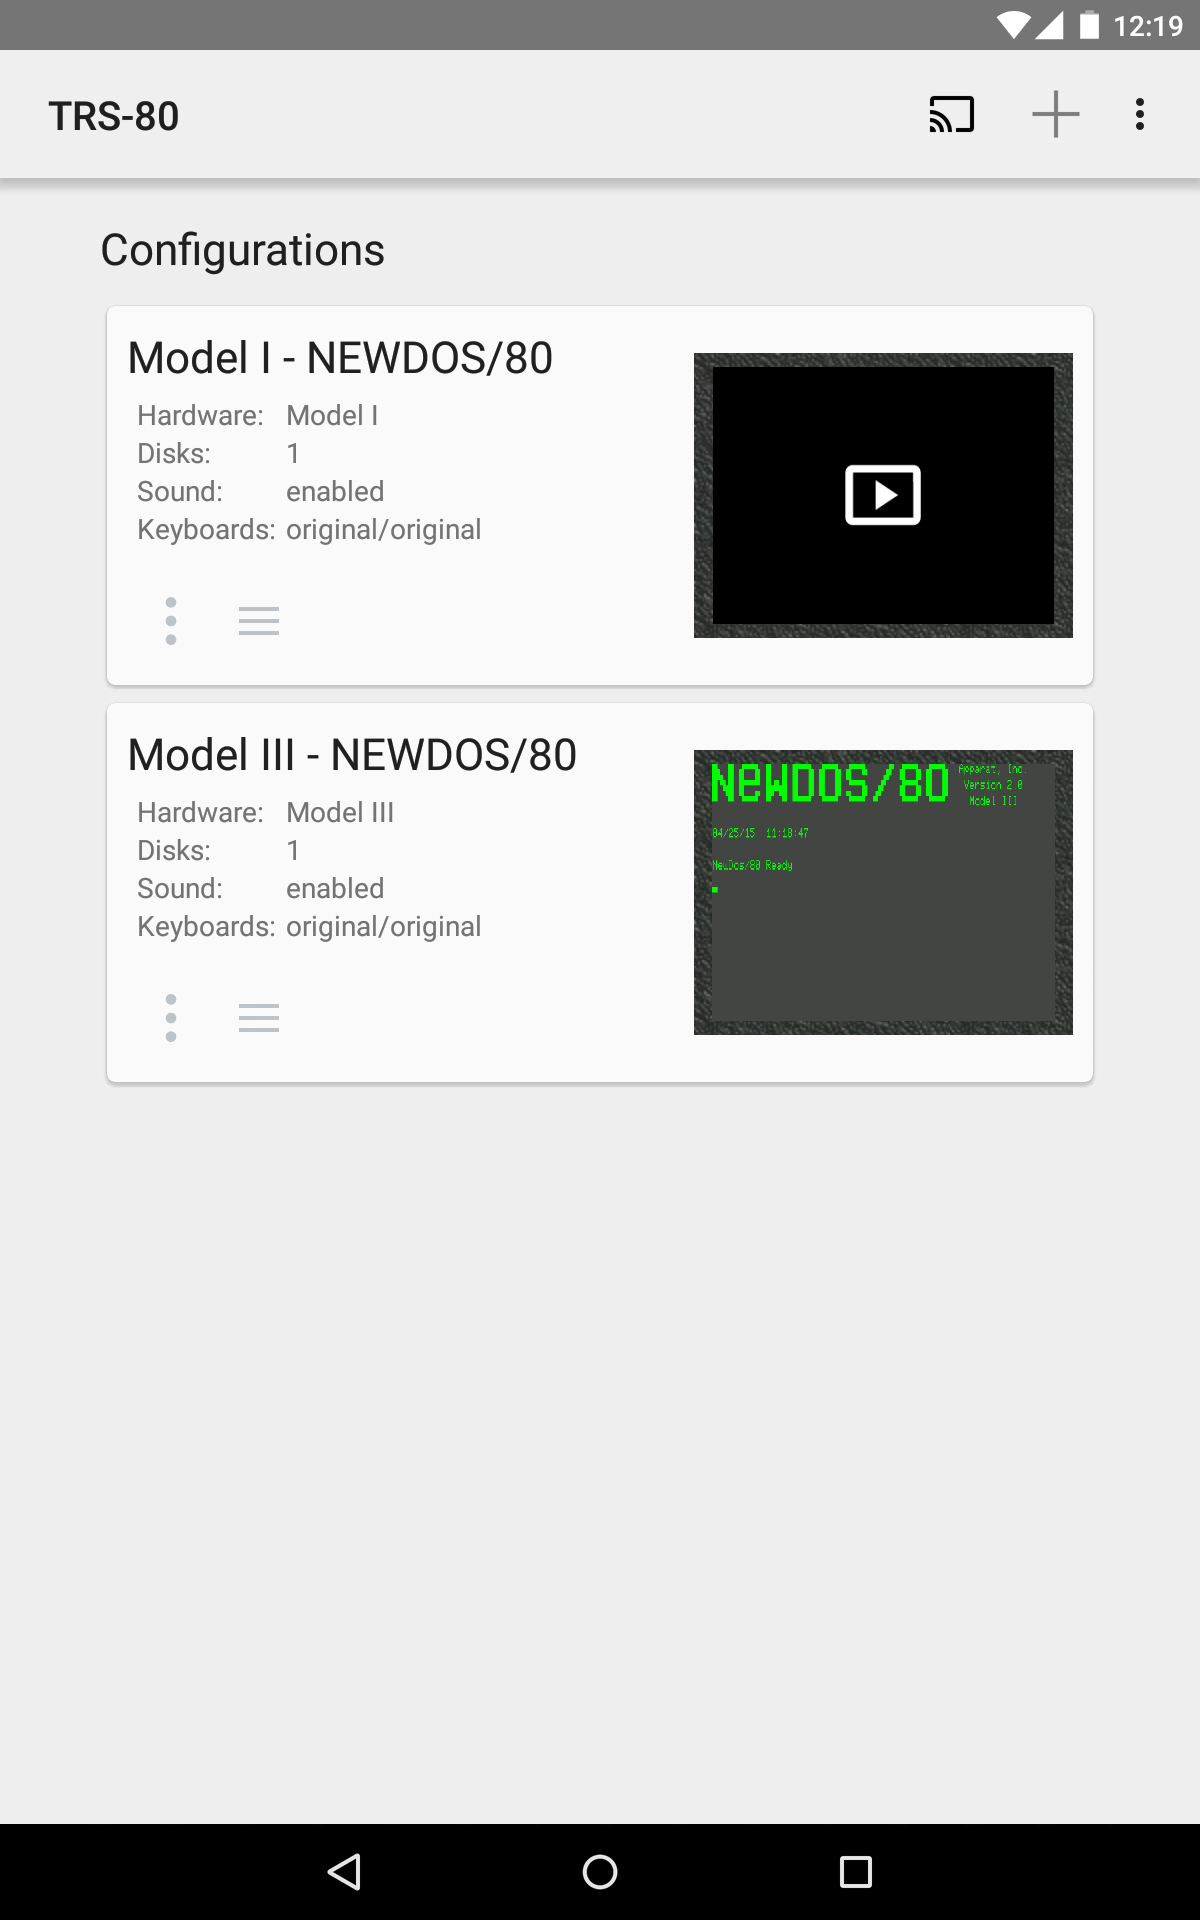 12:19
TRS-80
Configurations
Model I - NEWDOS/80
Hardware: Model I
Disks: 1
Sound: enabled
Keyboards: original/original
Model III - NEWDOS/80
Hardware: Model III
Disks: 1
Sound: enabled
Keyboards: original/original
NeWDOS/80
Apparat, Inc.
Version 2.0
Model III
04/25/15 11:18:47
NewDos/80 Ready